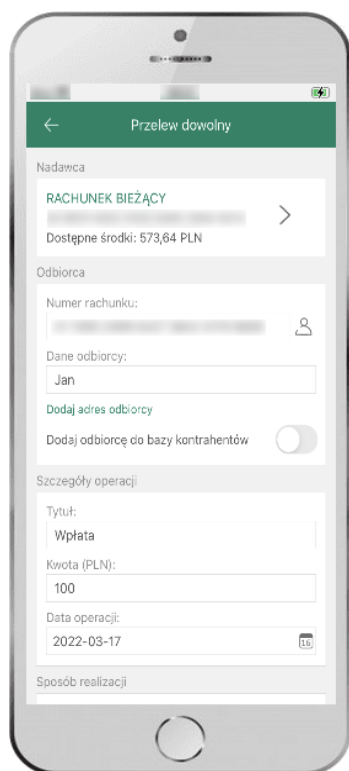 Przelew dowolny
Nadawca
RACHUNEK BIEŻĄCY
Dostępne środki: 573,64 PLN
Odbiorca
Numer rachunku:
Dane odbiorcy:
Jan
Dodaj adres odbiorcy
Dodaj odbiorcę do bazy kontrahentów
Szczegóły operacji
Tytuł:
Wpłata
Kwota (PLN):
100
Data operacji:
2022-03-17
16
Sposób realizacji